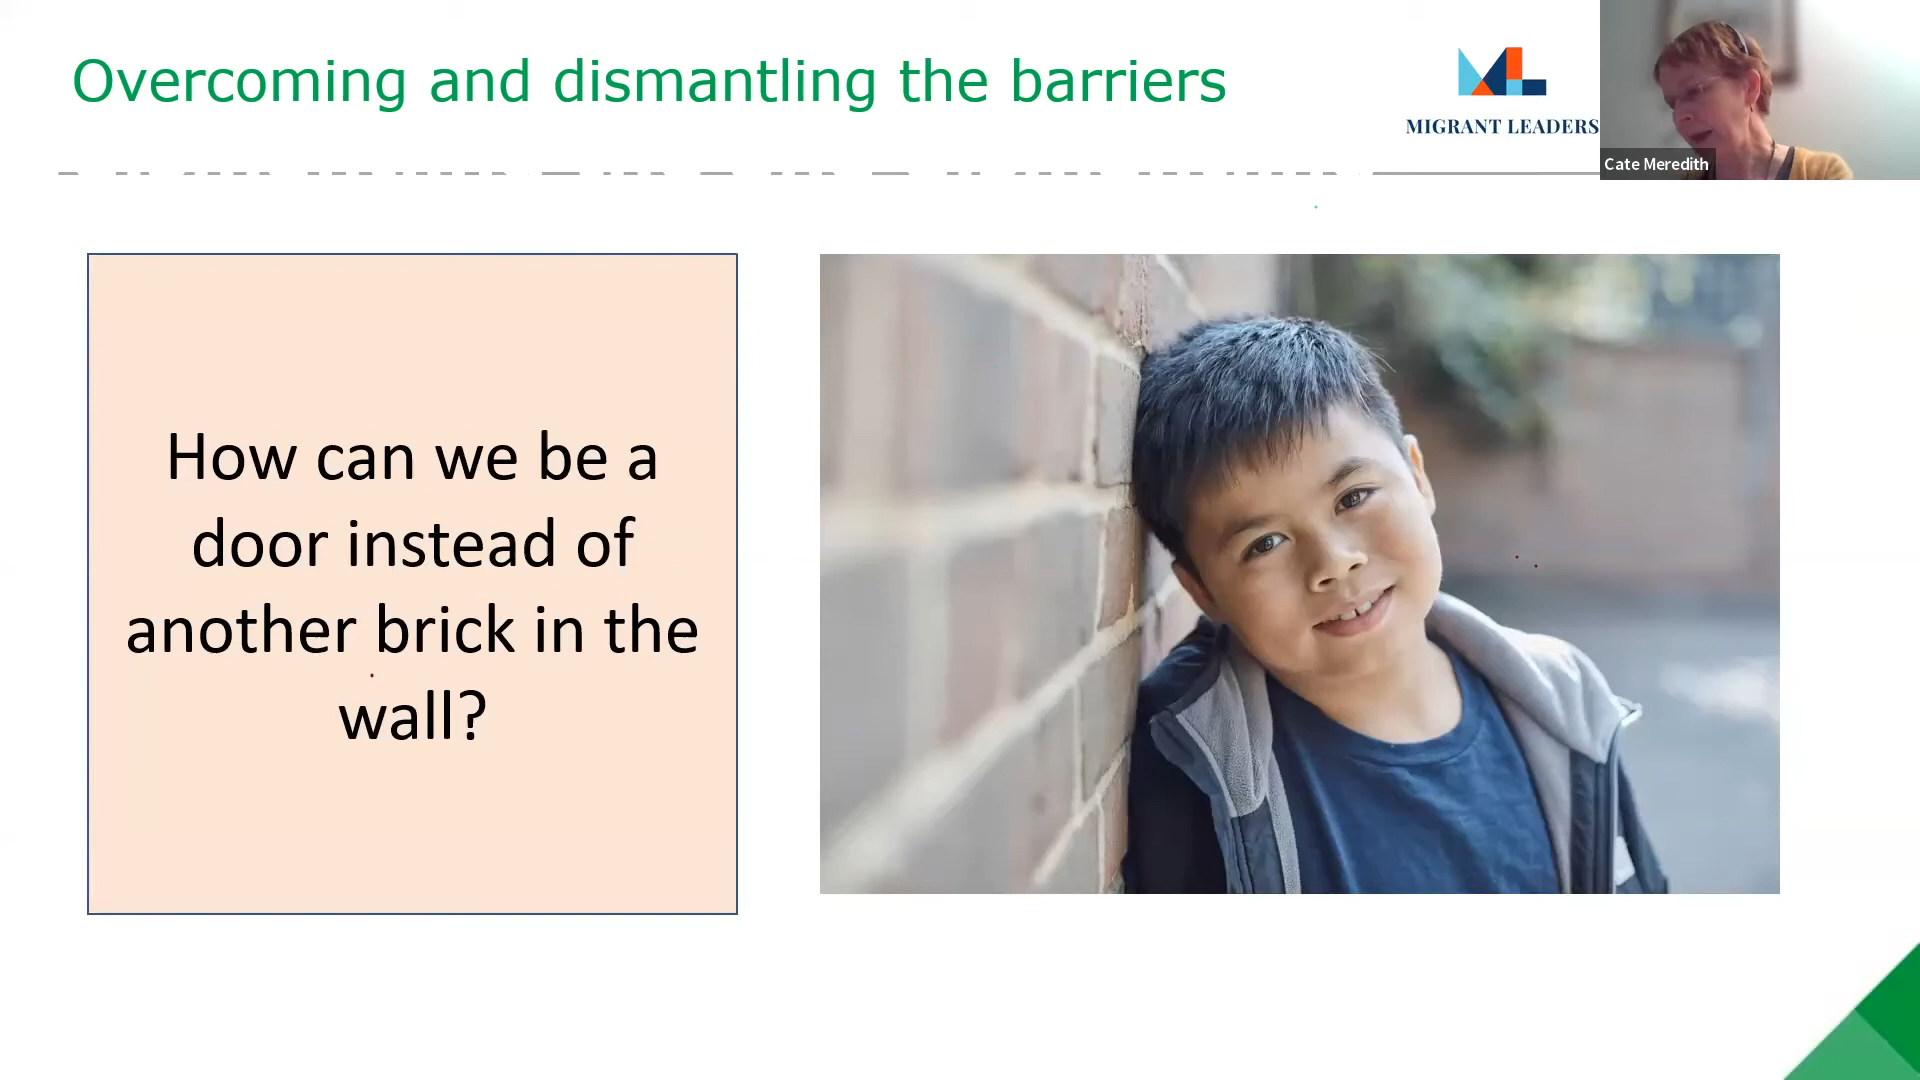 Overcoming and dismantling the barriers
ML
MIGRANT LEADERS
Cate Meredith
How can we be a
door instead of
another brick in the
wall?